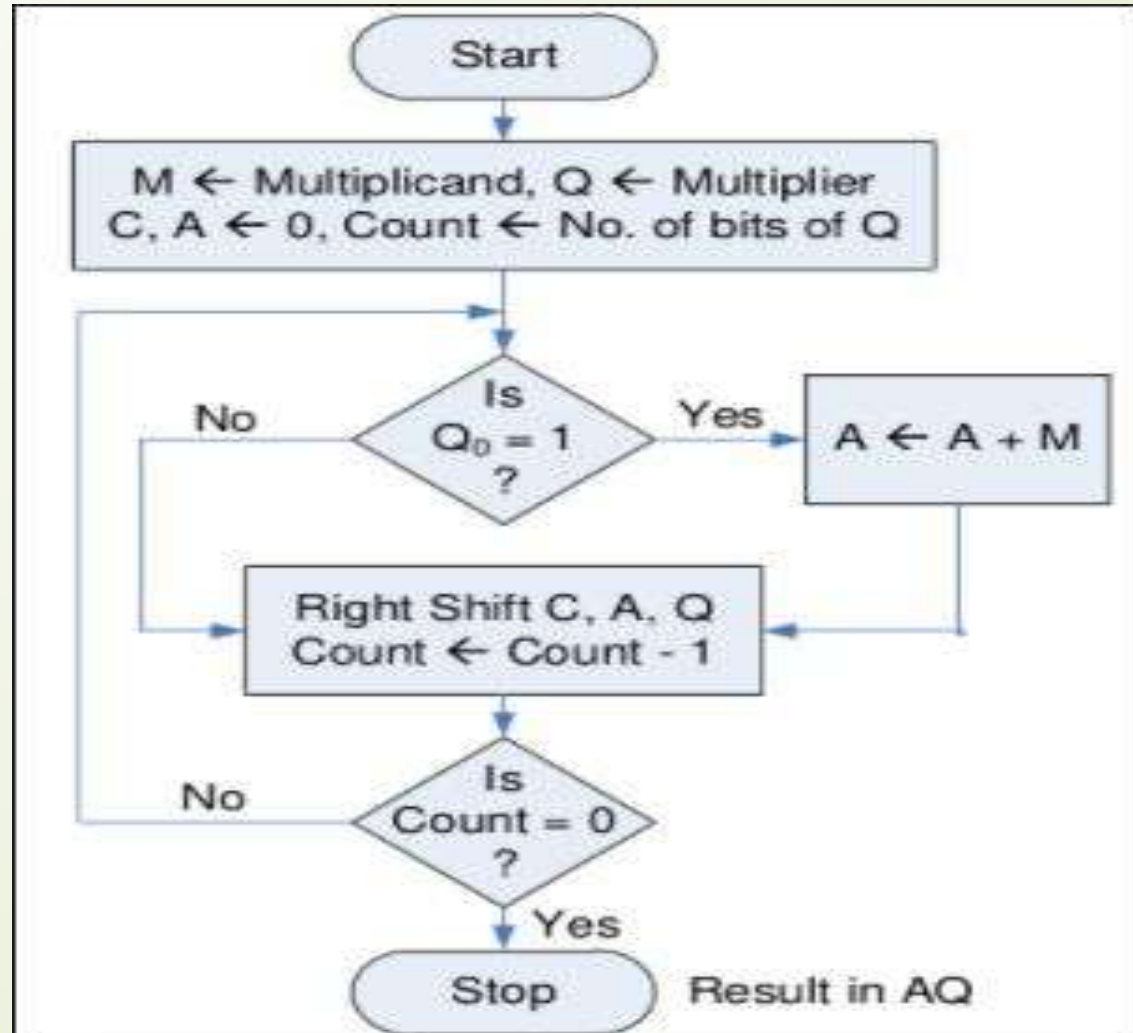 Start
M ← Multiplicand, Q ← Multiplier
C, A ← 0, Count ← No. of bits of Q
Is
Q₀ = 1
?
No
Yes
A ← A + M
Right Shift C, A, Q
Count ← Count - 1
Is
Count = 0
?
No
Yes
Stop
Result in AQ